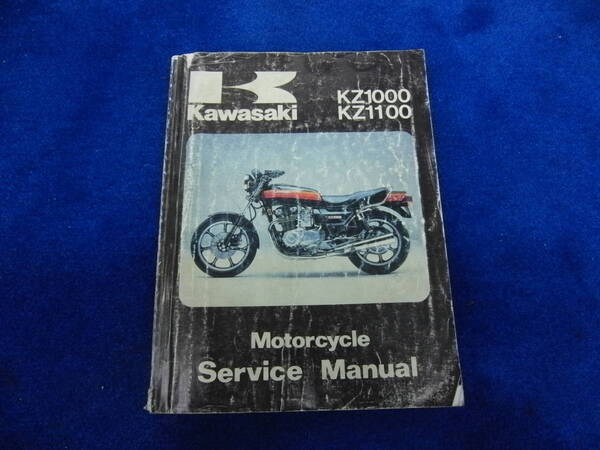 Kawasaki
KZ1000
KZ1100
Motorcycle
Service Manual